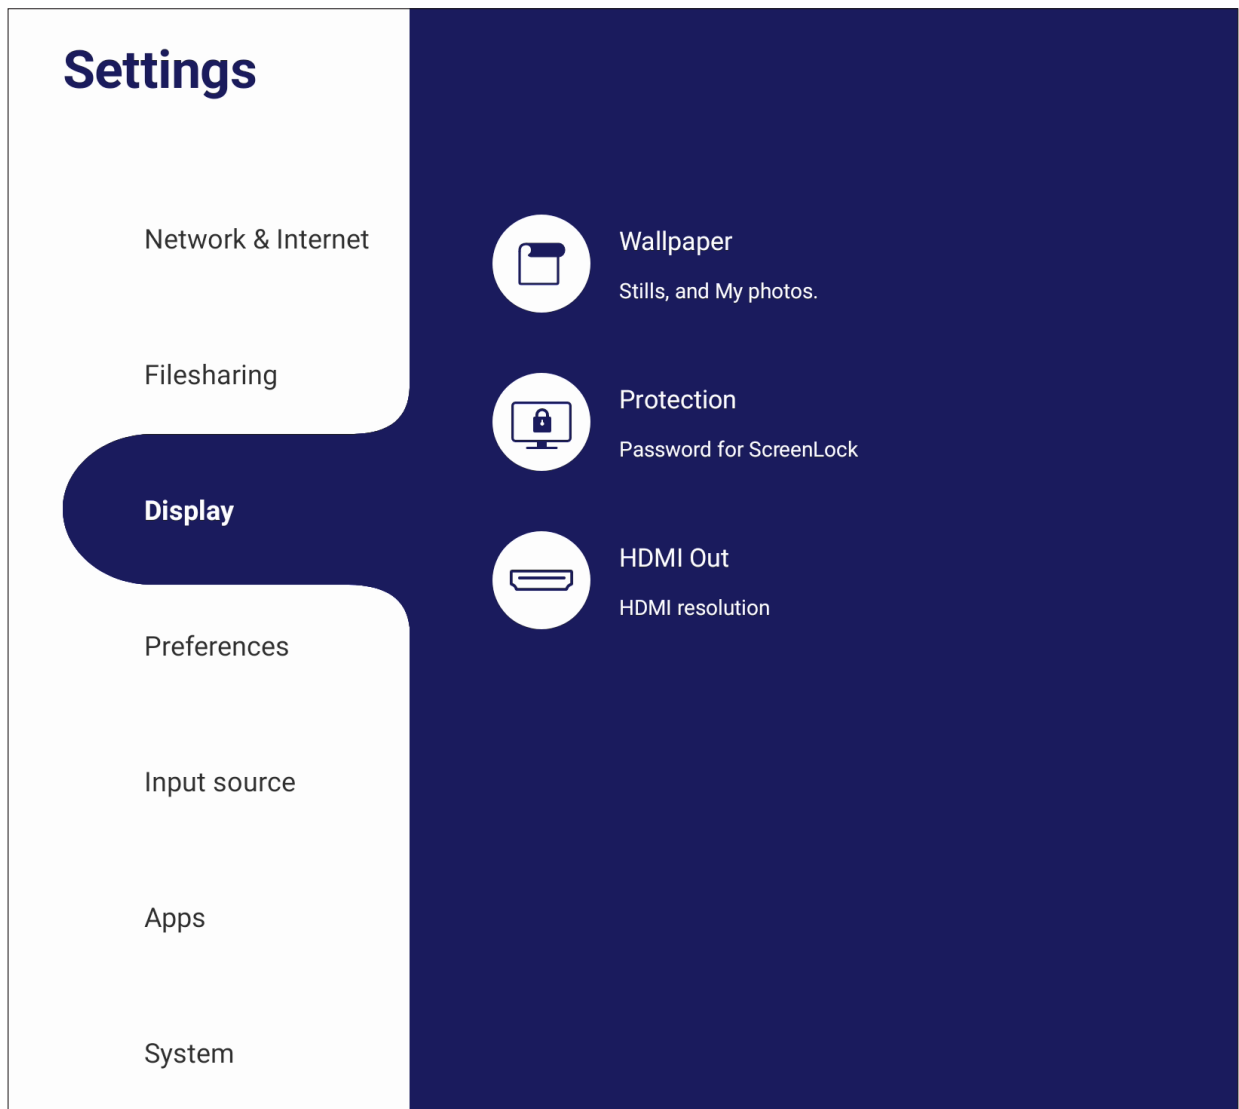 Settings
Network & Internet
Filesharing
Display
Preferences
Input source
Apps
System
Wallpaper
Stills, and My photos.
Protection
Password for ScreenLock
HDMI Out
HDMI resolution